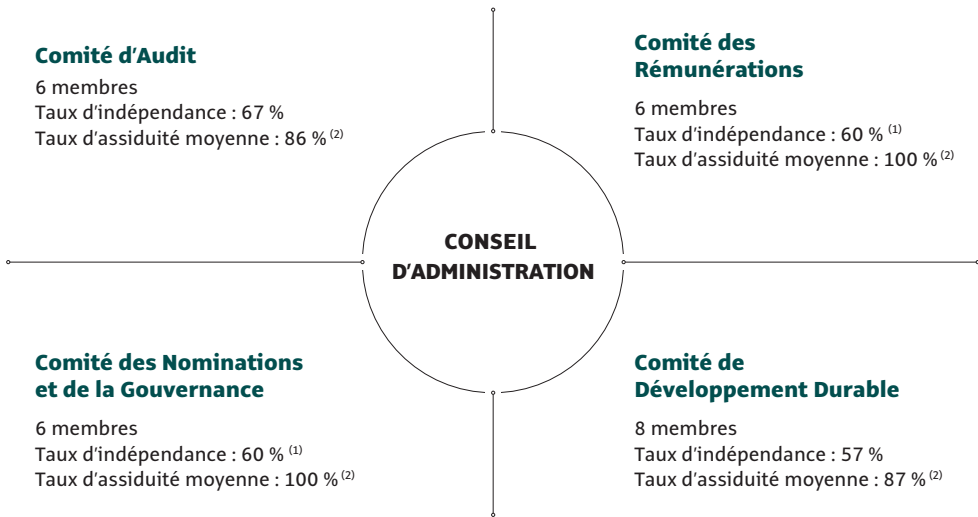 Comité d'Audit
6 membres
Taux d'indépendance : 67 %
Taux d'assiduité moyenne : 86 % (2)
Comité des
Rémunérations
6 membres
Taux d'indépendance : 60 % (1)
Taux d'assiduité moyenne : 100 % (2)
CONSEIL
D'ADMINISTRATION
Comité des Nominations
et de la Gouvernance
6 membres
Taux d'indépendance : 60 % (1)
Taux d'assiduité moyenne : 100 % (2)
Comité de
Développement Durable
8 membres
Taux d'indépendance : 57 %
Taux d'assiduité moyenne : 87 % (2)